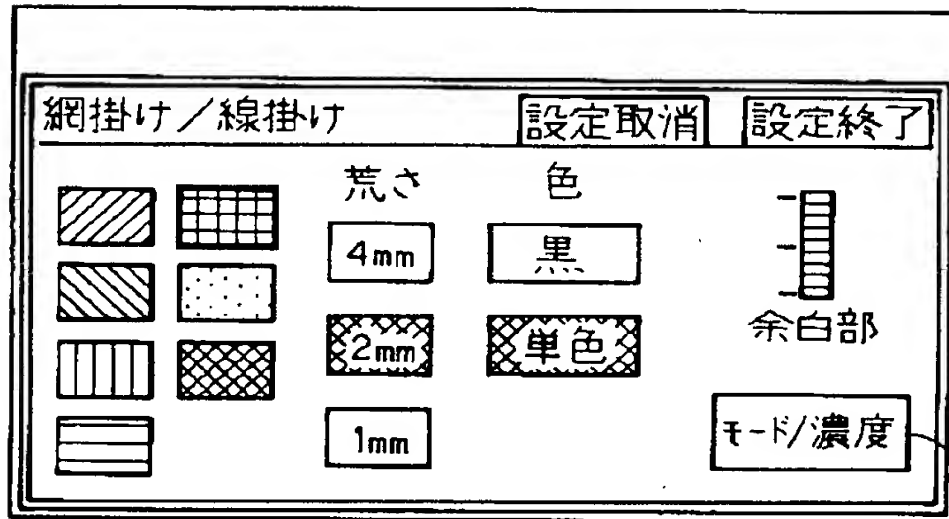 網掛け/線掛け 設定取消 設定終了
荒さ 色
4mm 黒
2mm 単色
余白部
1mm モード/濃度